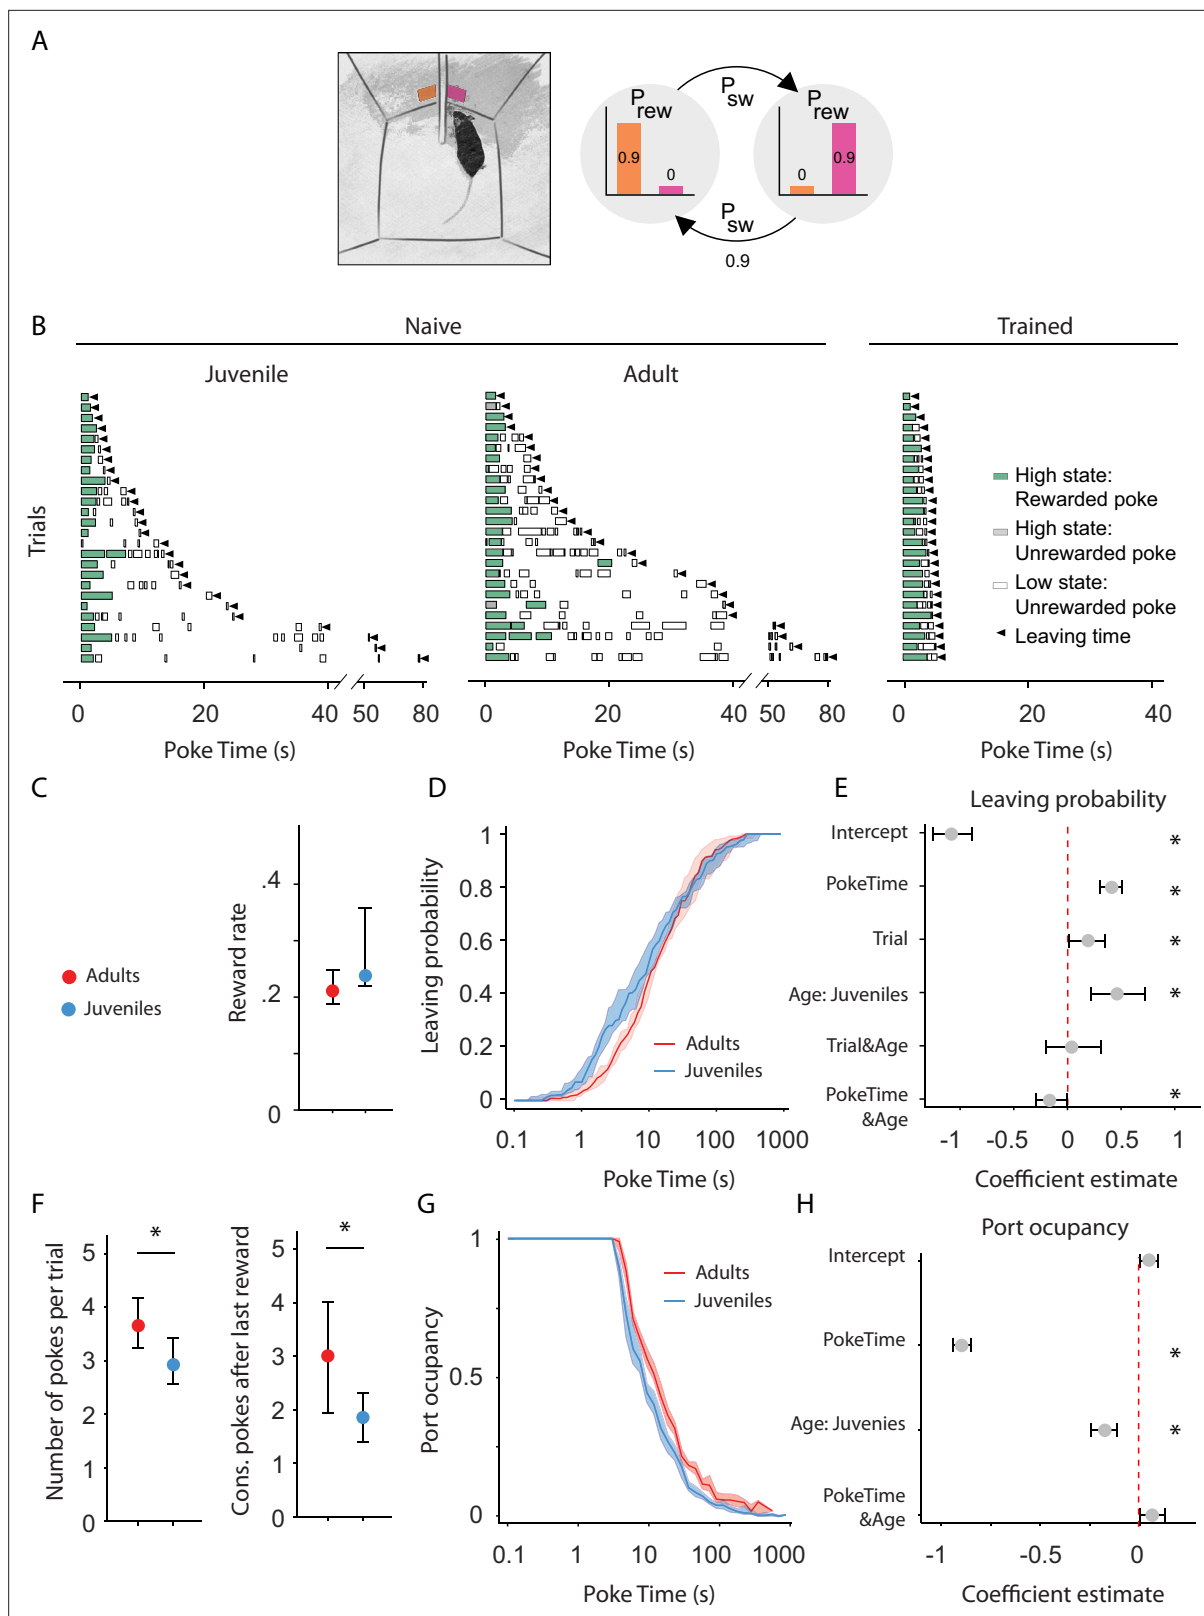 A
P
rew
0.9
0
P
sw
P
rew
0
0.9
P
sw
0.9
B
Naive
Trained
Juvenile
Adult
Trials
High state:
Rewarded poke
High state:
Unrewarded poke
Low state:
Unrewarded poke
Leaving time
0 20 40 50 80
0 20 40 50 80
0 20 40
Poke Time (s)
Poke Time (s)
Poke Time (s)
C
Adults
Juveniles
Reward rate
.4
.2
0
D
Leaving probability
1
0.8
0.6
0.4
0.2
0
Adults
Juveniles
0.1 1 10 100 1000
Poke Time (s)
E
Leaving probability
Intercept *
PokeTime *
Trial *
Age: Juveniles *
Trial&Age
PokeTime *
&Age
-1 -0.5 0 0.5 1
Coefficient estimate
F
Number of pokes per trial
*
5
4
3
2
1
0
Cons. pokes after last reward
*
5
4
3
2
1
0
G
Port ocupancy
1
0.5
0
Adults
Juveniles
0.1 1 10 100 1000
Poke Time (s)
H
Port ocupancy
Intercept
PokeTime *
Age: Juvenies *
PokeTime
&Age
-1 -0.5 0
Coefficient estimate